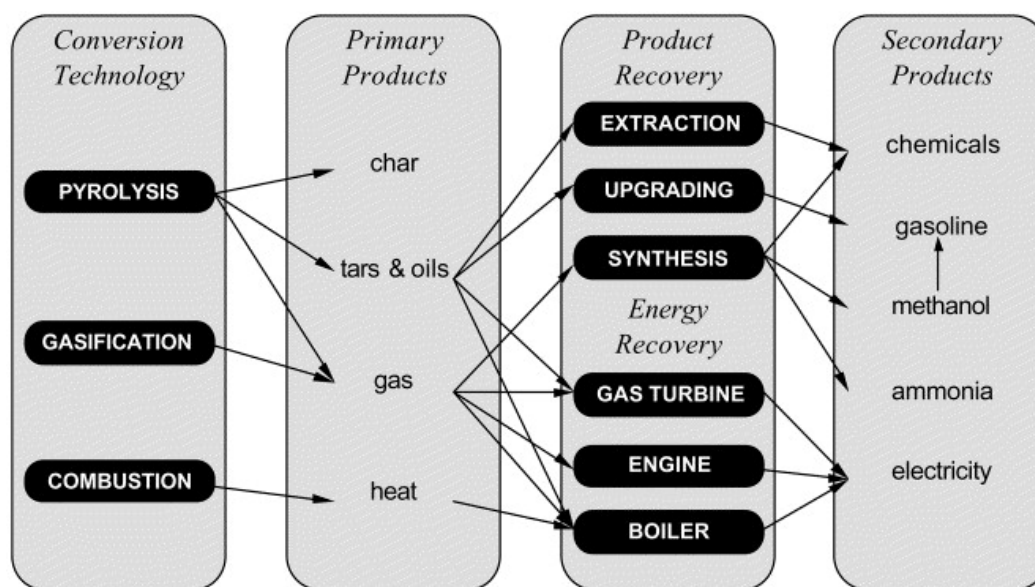 Conversion
Technology
PYROLYSIS
GASIFICATION
COMBUSTION
Primary
Products
char
tars & oils
gas
heat
Product
Recovery
EXTRACTION
UPGRADING
SYNTHESIS
Energy
Recovery
GAS TURBINE
ENGINE
BOILER
Secondary
Products
chemicals
gasoline
methanol
ammonia
electricity